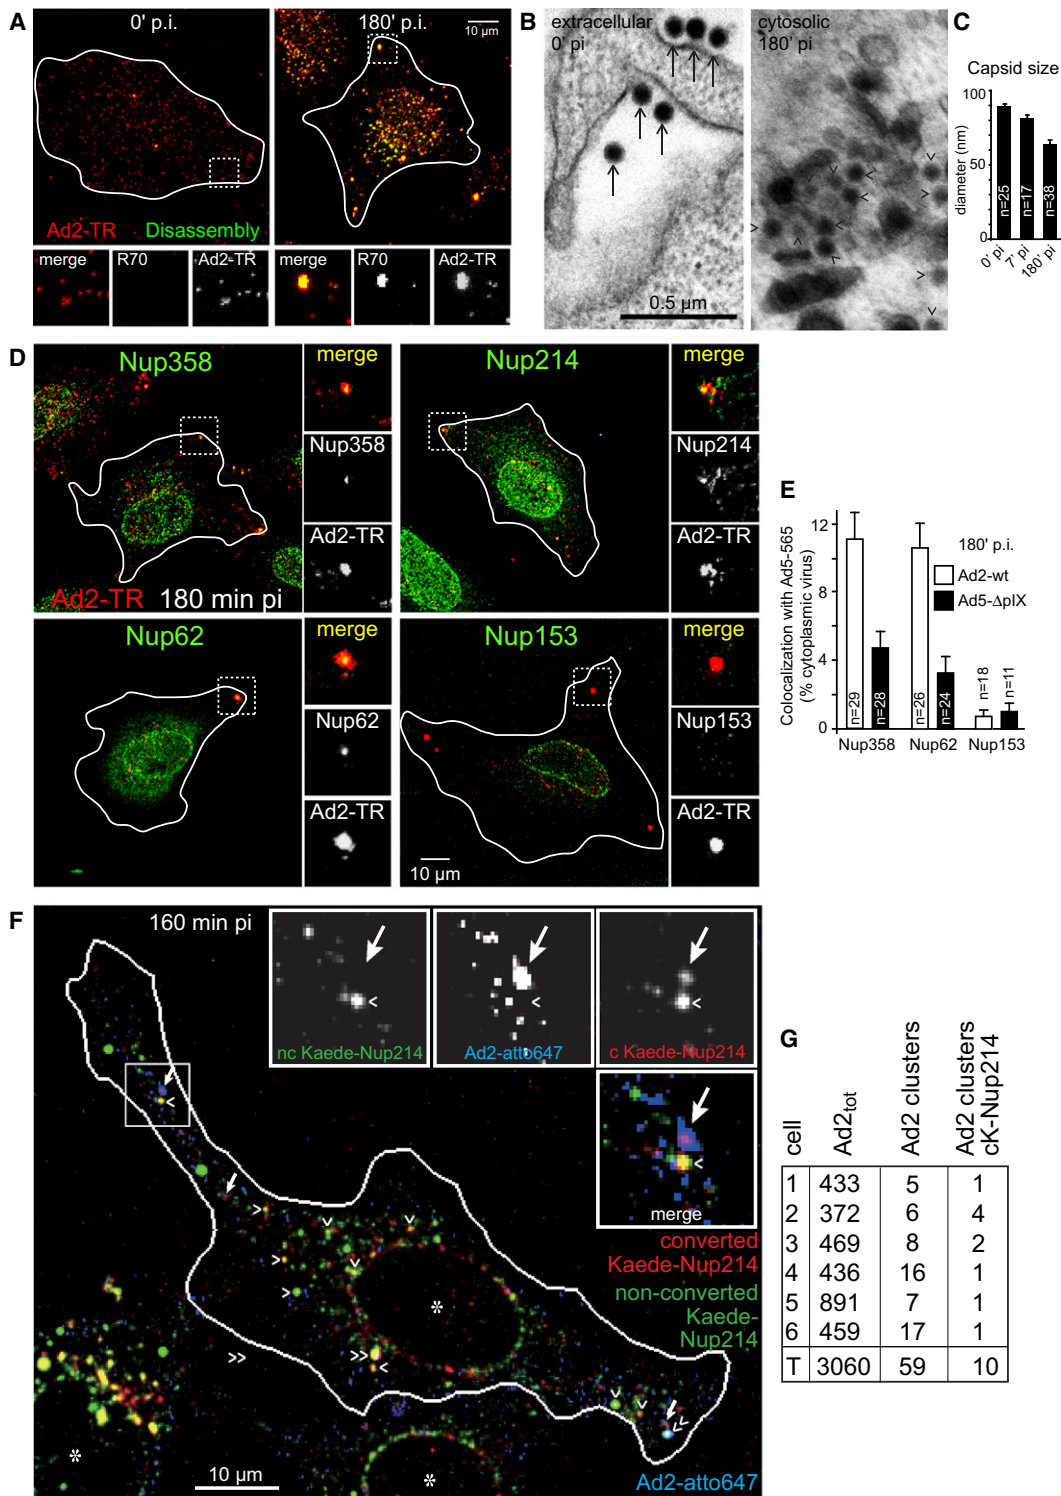 A
0' p.i.
180' p.i.
10 µm
Ad2-TR
Disassembly
merge
R70
Ad2-TR
merge
R70
Ad2-TR
B
extracellular
0' pi
0.5 µm
cytosolic
180' pi
C
Capsid size
diameter (nm)
100
50
0
n=25
n=17
n=38
0' pi
7' pi
180' pi
D
Nup358
merge
Nup358
Ad2-TR
Ad2-TR
180 min pi
Nup214
merge
Nup214
Ad2-TR
Nup62
merge
Nup62
Ad2-TR
Nup153
10 µm
merge
Nup153
Ad2-TR
E
Colocalization with Ad5-565
(% cytoplasmic virus)
12
8
4
0
180' p.i.
Ad2-wt
Ad5-ΔpIX
n=29
n=28
n=26
n=24
n=18
n=11
Nup358
Nup62
Nup153
F
160 min pi
nc Kaede-Nup214
Ad2-atto647
c Kaede-Nup214
merge
converted
Kaede-Nup214
non-converted
Kaede-
Nup214
*
*
*
10 µm
Ad2-atto647
G
cell Ad2tot Ad2 clusters Ad2 clusters cK-Nup214
1 433 5 1
2 372 6 4
3 469 8 2
4 436 16 1
5 891 7 1
6 459 17 1
T 3060 59 10